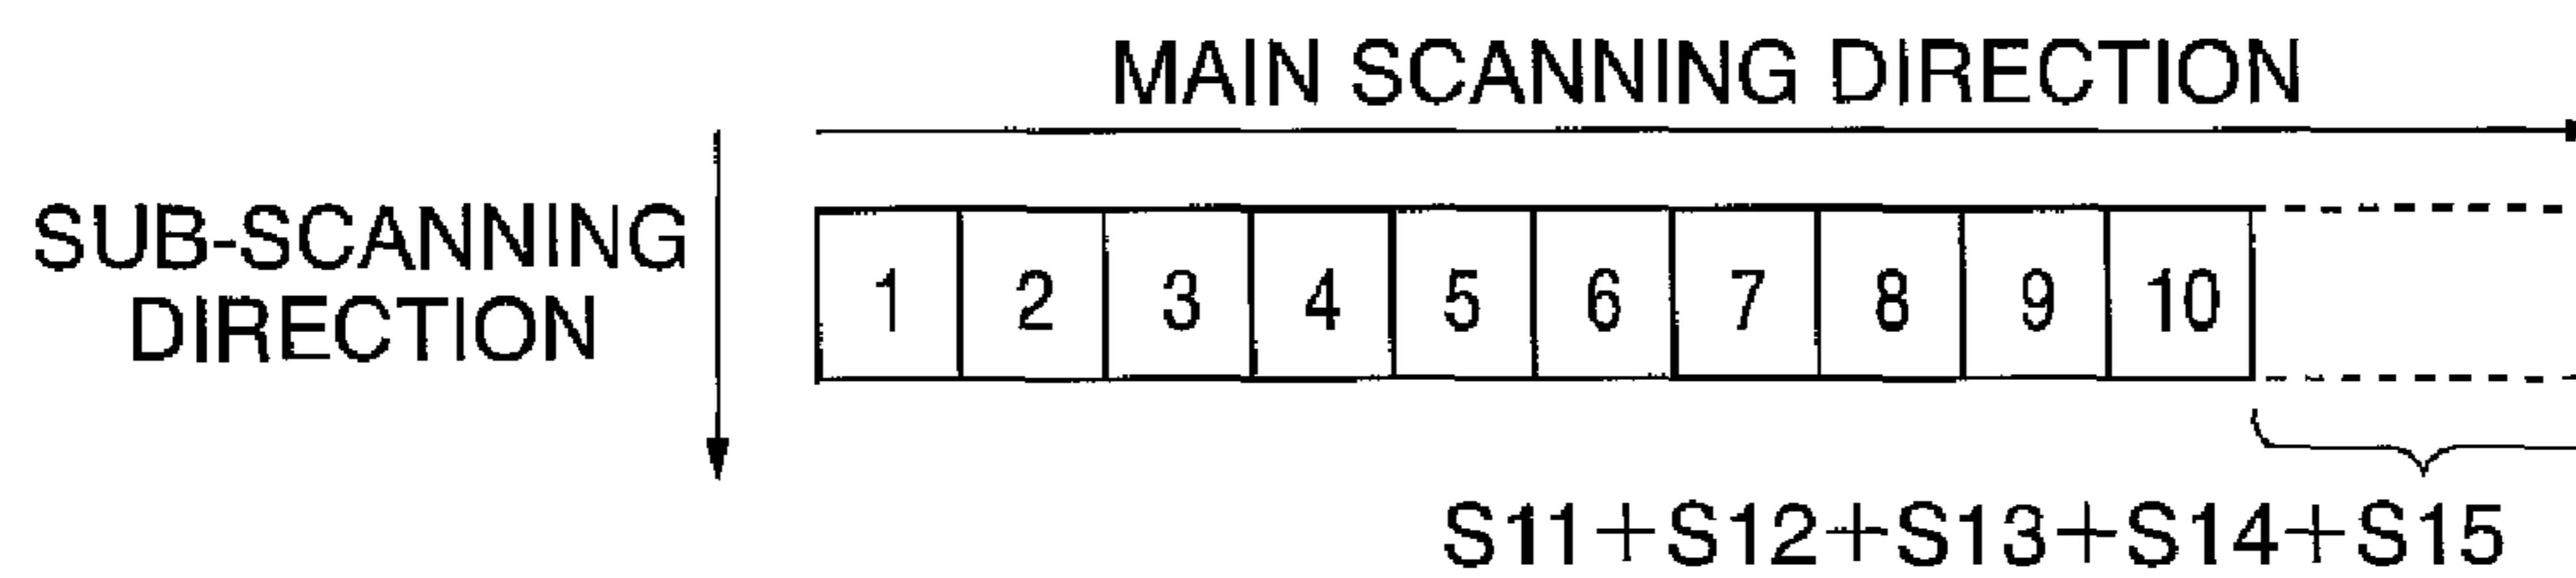 MAIN SCANNING DIRECTION
SUB-SCANNING
DIRECTION
1 2 3 4 5 6 7 8 9 10
S11+S12+S13+S14+S15